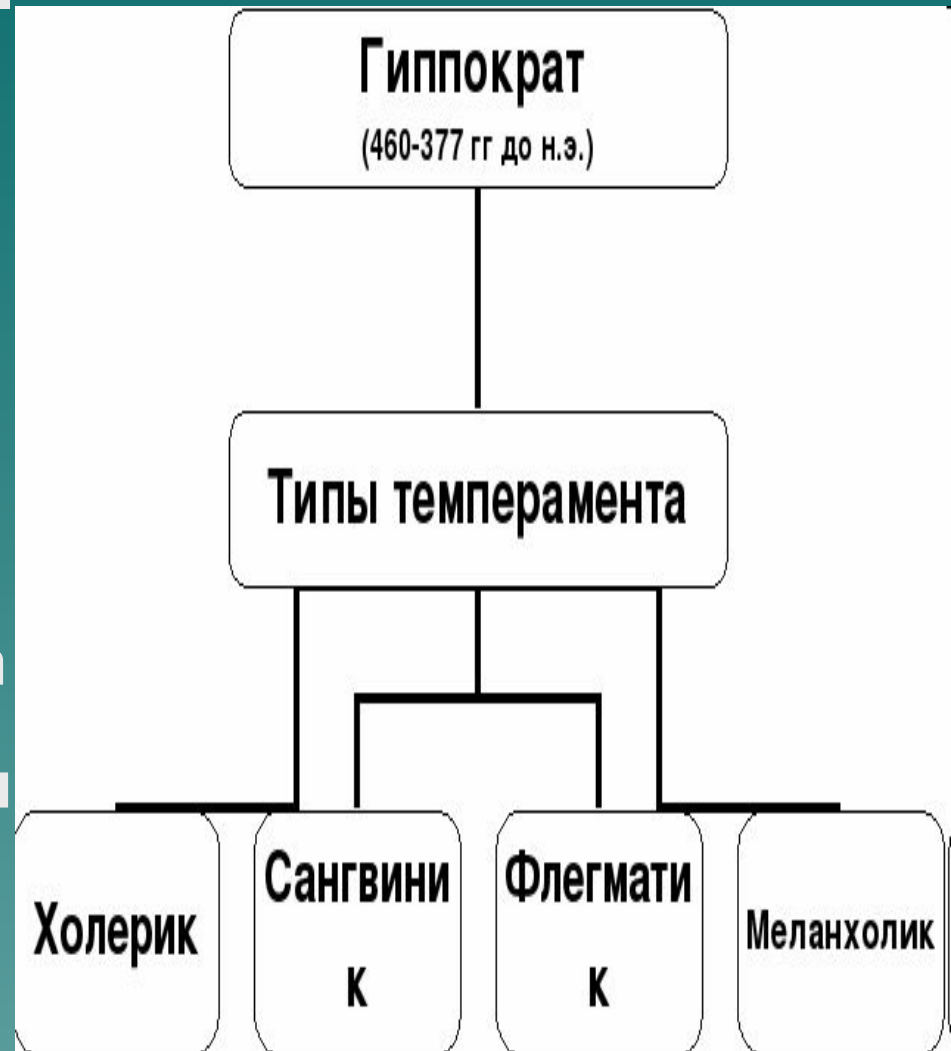 Гиппократ
(460-377 гг до н.э.)
Типы темперамента
Холерик
Сангвини
к
Флегмати
к
Меланхолик